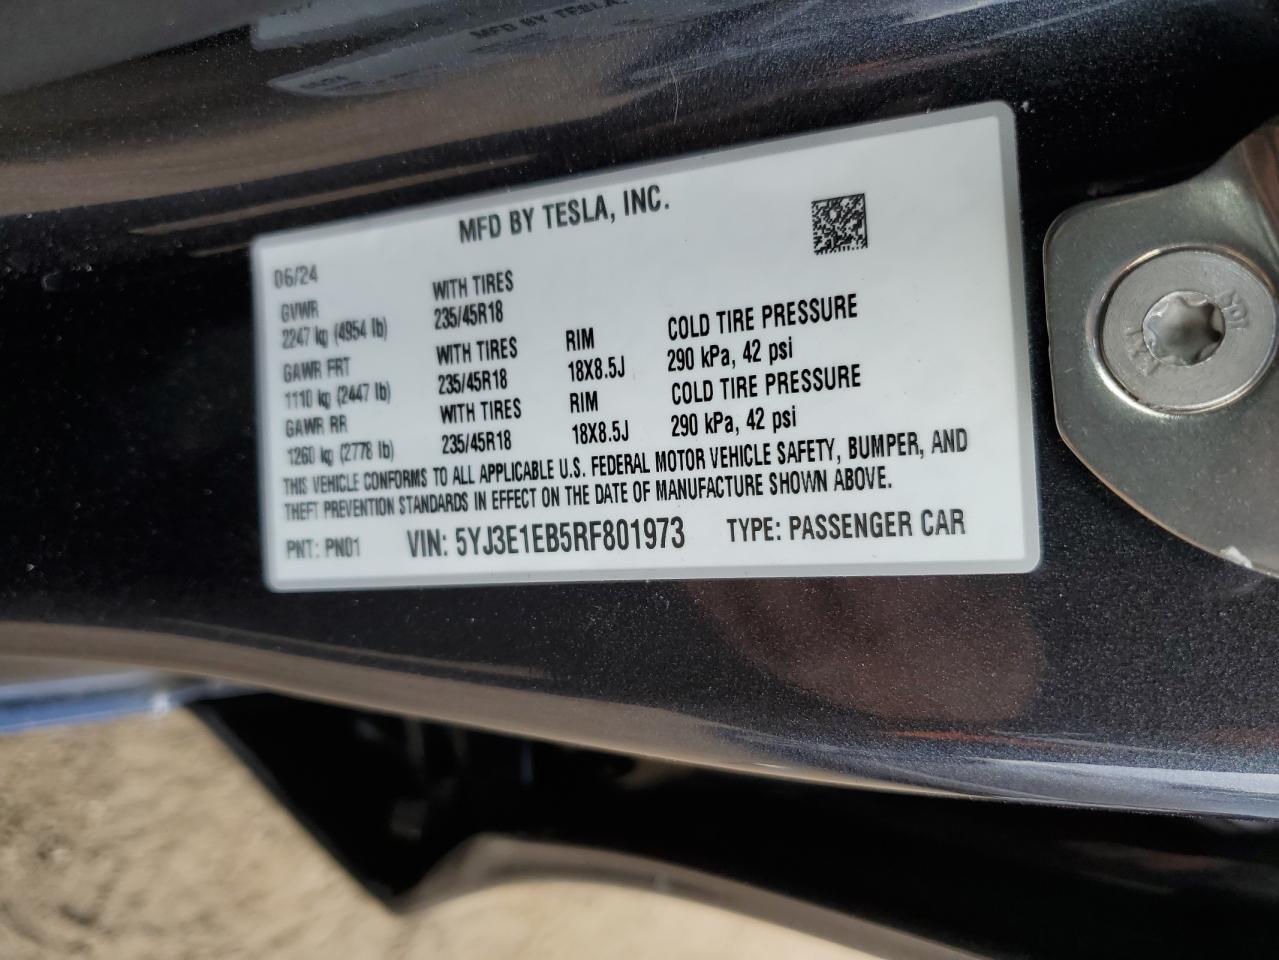 MFD BY TESLA, INC.
06/24
GVWR WITH TIRES
2247 kg (4954 lb) 235/45R18
GAWR FRT WITH TIRES RIM COLD TIRE PRESSURE
1110 kg (2447 lb) 235/45R18 18X8.5J 290 kPa, 42 psi
GAWR RR WITH TIRES RIM COLD TIRE PRESSURE
1260 kg (2778 lb) 235/45R18 18X8.5J 290 kPa, 42 psi
THIS VEHICLE CONFORMS TO ALL APPLICABLE U.S. FEDERAL MOTOR VEHICLE SAFETY, BUMPER, AND
THEFT PREVENTION STANDARDS IN EFFECT ON THE DATE OF MANUFACTURE SHOWN ABOVE.
PNT: PN01 VIN: 5YJ3E1EB5RF801973 TYPE: PASSENGER CAR
MFD BY TESLA,